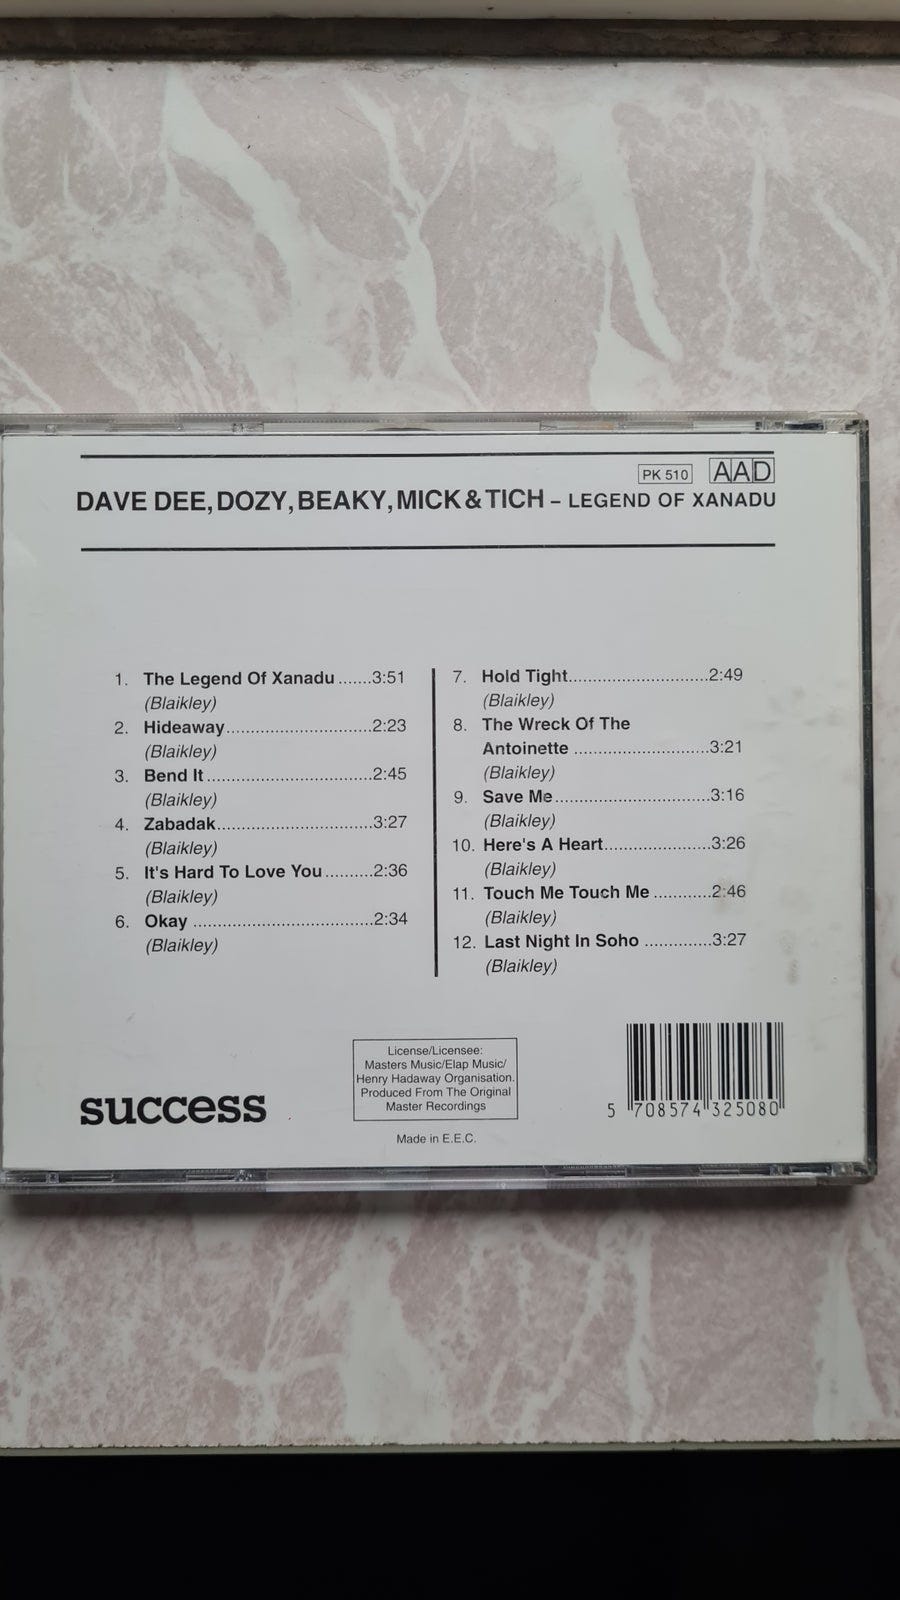 PK 510 AAD
DAVE DEE, DOZY, BEAKY, MICK & TICH – LEGEND OF XANADU
1. The Legend Of Xanadu.......3:51
(Blaikley)
2. Hideaway..............................2:23
(Blaikley)
3. Bend It..................................2:45
(Blaikley)
4. Zabadak................................3:27
(Blaikley)
5. It's Hard To Love You..........2:36
(Blaikley)
6. Okay .....................................2:34
(Blaikley)
7. Hold Tight.............................2:49
(Blaikley)
8. The Wreck Of The
Antoinette ............................3:21
(Blaikley)
9. Save Me................................3:16
(Blaikley)
10. Here's A Heart......................3:26
(Blaikley)
11. Touch Me Touch Me ............2:46
(Blaikley)
12. Last Night In Soho ..............3:27
(Blaikley)
success
License/Licensee:
Masters Music/Elap Music/
Henry Hadaway Organisation.
Produced From The Original
Master Recordings
Made in E.E.C.
5 708574 325080